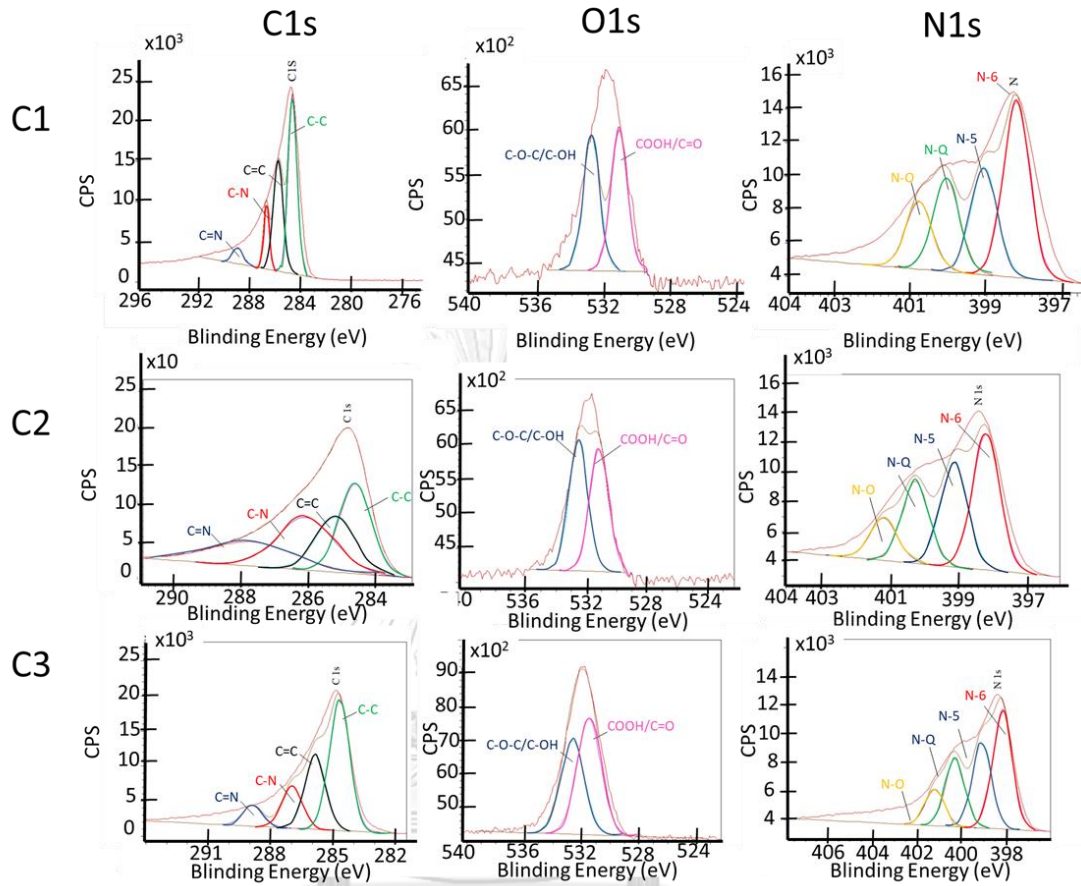 C1s O1s N1s
C1
x10³
25
20
15
10
5
0
CPS
C1S
C-C
C=C
C-N
C=N
296 292 288 284 280 276
Blinding Energy (eV)
x10²
65
60
55
50
45
CPS
C-O-C/C-OH
COOH/C=O
540 536 532 528 524
Blinding Energy (eV)
x10³
16
14
12
10
8
6
4
CPS
N-6
N
N-5
N-Q
N-O
404 403 401 399 397
Blinding Energy (eV)
C2
x10
25
20
15
10
5
0
CPS
C 1s
C-C
C=C
C-N
C=N
290 288 286 284
Blinding Energy (eV)
x10²
65
60
55
50
45
CPS
C-O-C/C-OH
COOH/C=O
536 532 528 524
Blinding Energy (eV)
x10³
16
14
12
10
8
6
4
CPS
N 1s
N-6
N-5
N-Q
N-O
404 403 401 399 397
Blinding Energy (eV)
C3
x10³
25
20
15
10
5
0
CPS
C 1s
C-C
C=C
C-N
C=N
291 288 285 282
Blinding Energy (eV)
x10²
90
80
70
60
50
CPS
C-O-C/C-OH
COOH/C=O
540 536 532 528 524
Blinding Energy (eV)
x10³
14
12
10
8
6
4
CPS
N 1s
N-6
N-5
N-Q
N-O
406 404 402 400 398
Blinding Energy (eV)